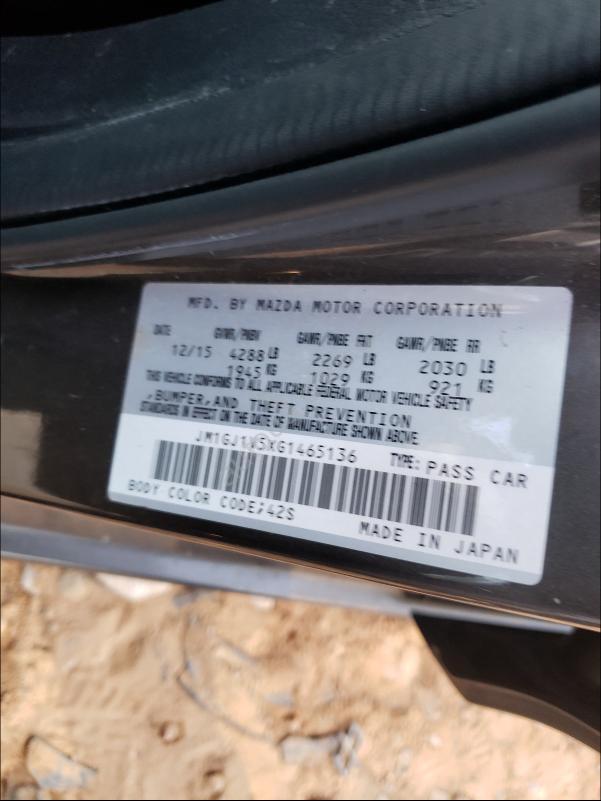 MFD. BY MAZDA MOTOR CORPORATION
DATE GVWR/PNBV GAWR/PNBE FRT GAWR/PNBE RR
12/15 4288 LB 2269 LB 2030 LB
1945 KG 1029 KG 921 KG
THIS VEHICLE CONFORMS TO ALL APPLICABLE FEDERAL MOTOR VEHICLE SAFETY
,BUMPER,AND THEFT PREVENTION
STANDARDS IN EFFECT ON THE DATE OF MANUFACTURE SHOWN ABOVE.
JM1GJ1V5XG1465136 TYPE: PASS CAR
BODY COLOR CODE;42S
MADE IN JAPAN